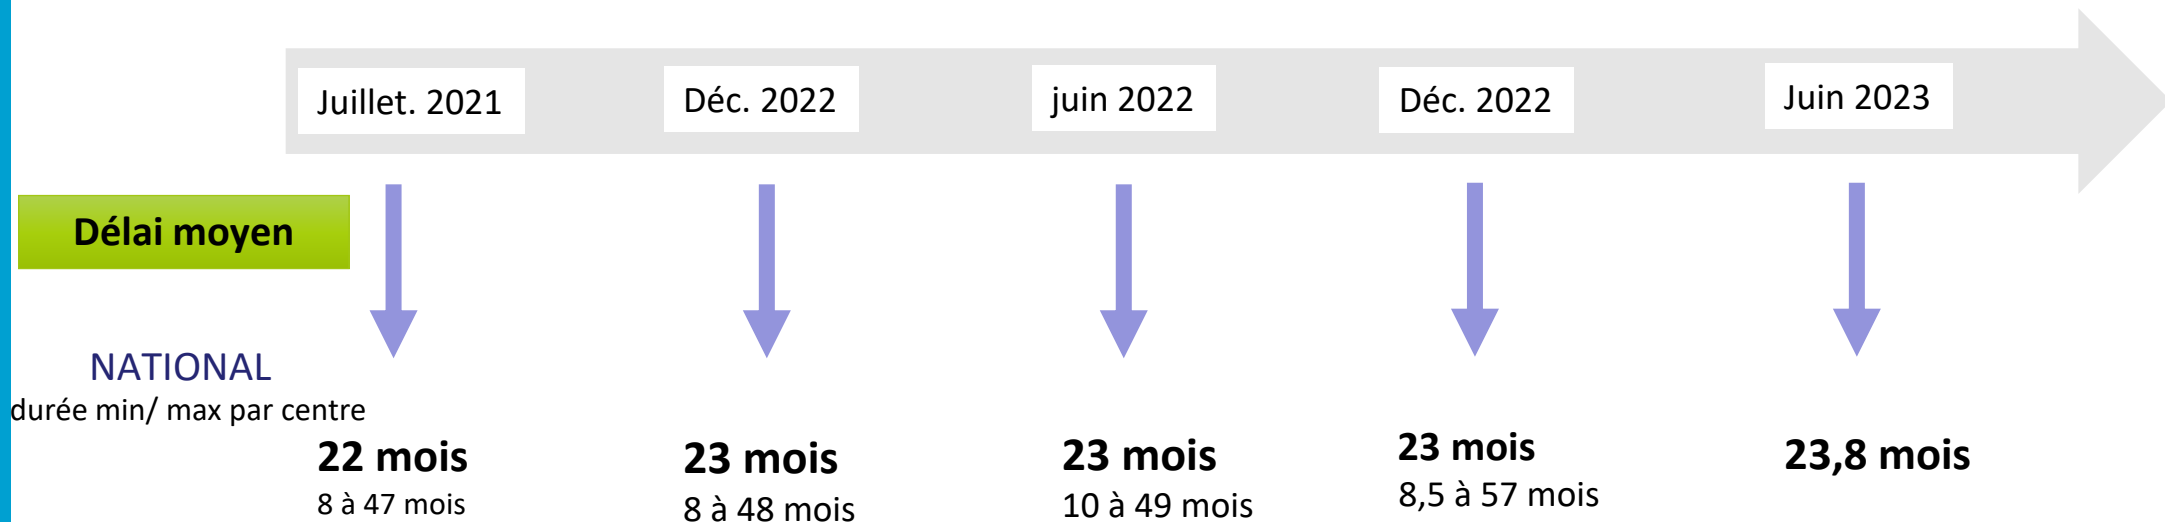 Juillet. 2021
Déc. 2022
juin 2022
Déc. 2022
Juin 2023
Délai moyen
NATIONAL
durée min/ max par centre
22 mois
8 à 47 mois
23 mois
8 à 48 mois
23 mois
10 à 49 mois
23 mois
8,5 à 57 mois
23,8 mois